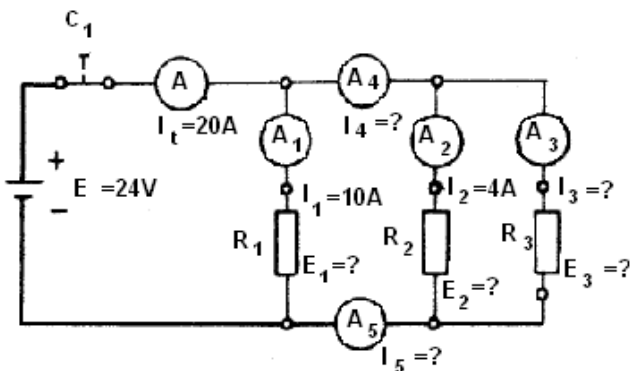 C1
A
A4
It=20A
I4=?
A1
A2
A3
+
E =24V
−
I1=10A
I2=4A
I3=?
R1
R2
R3
E1=?
E2=?
E3=?
A5
I5=?